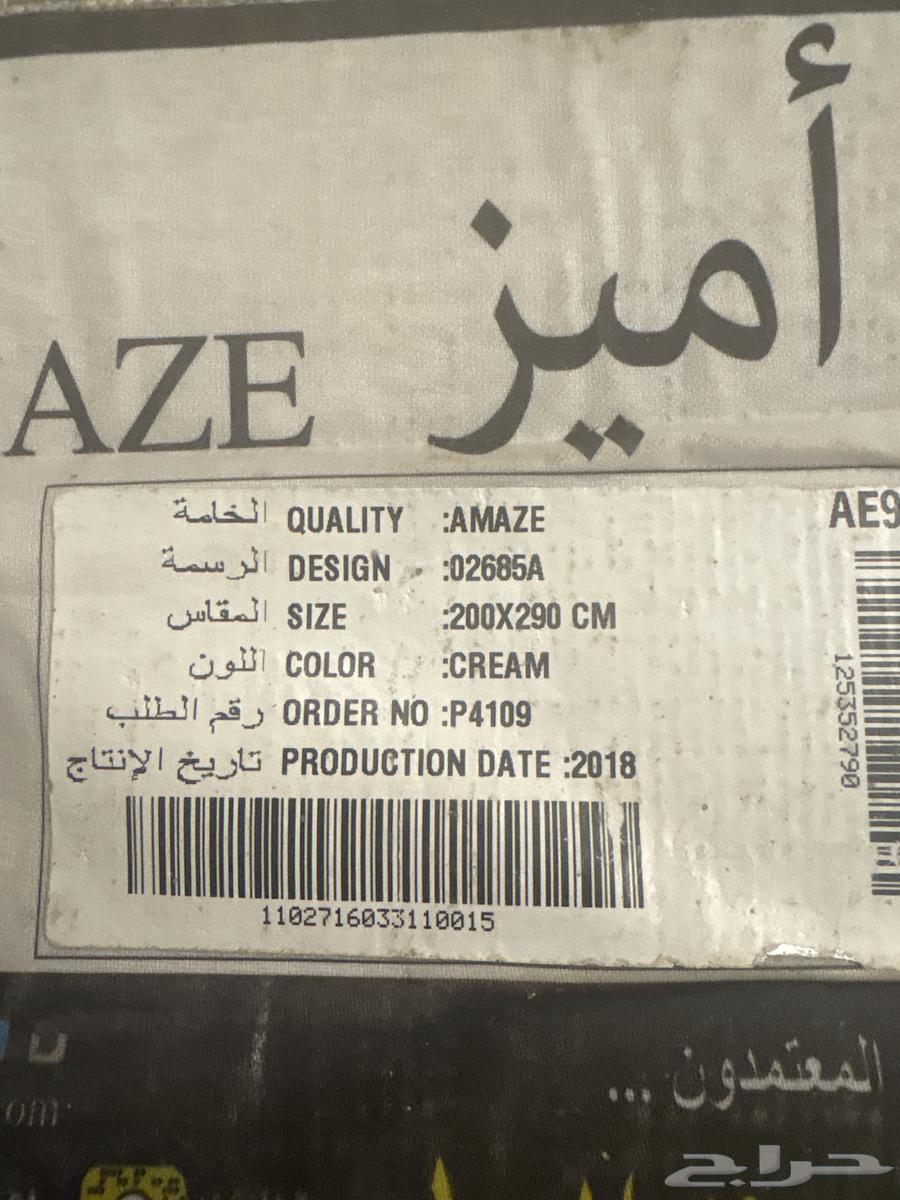 أميز
AZE
الخامة QUALITY :AMAZE
الرسمة DESIGN :02685A
المقاس SIZE :200X290 CM
اللون COLOR :CREAM
رقم الطلب ORDER NO :P4109
تاريخ الإنتاج PRODUCTION DATE :2018
1102716033110015
AE9
125352790
المعتمدون ...
om
حراج